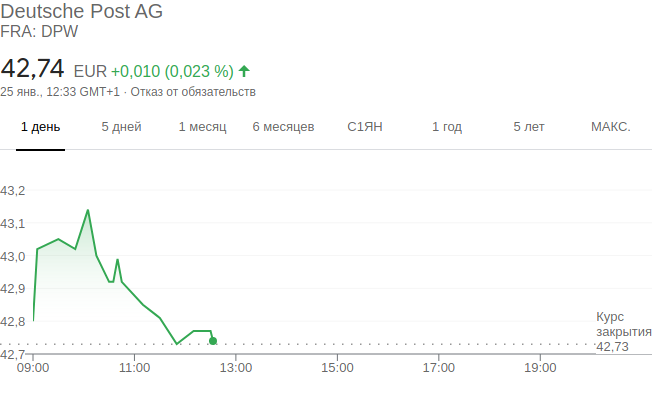 Deutsche Post AG
FRA: DPW
42,74 EUR +0,010 (0,023 %)
25 янв., 12:33 GMT+1 · Отказ от обязательств
1 день 5 дней 1 месяц 6 месяцев С1ЯН 1 год 5 лет МАКС.
43,2
43,1
43,0
42,9
42,8
42,7
Курс
закрытия
42,73
09:00 11:00 13:00 15:00 17:00 19:00